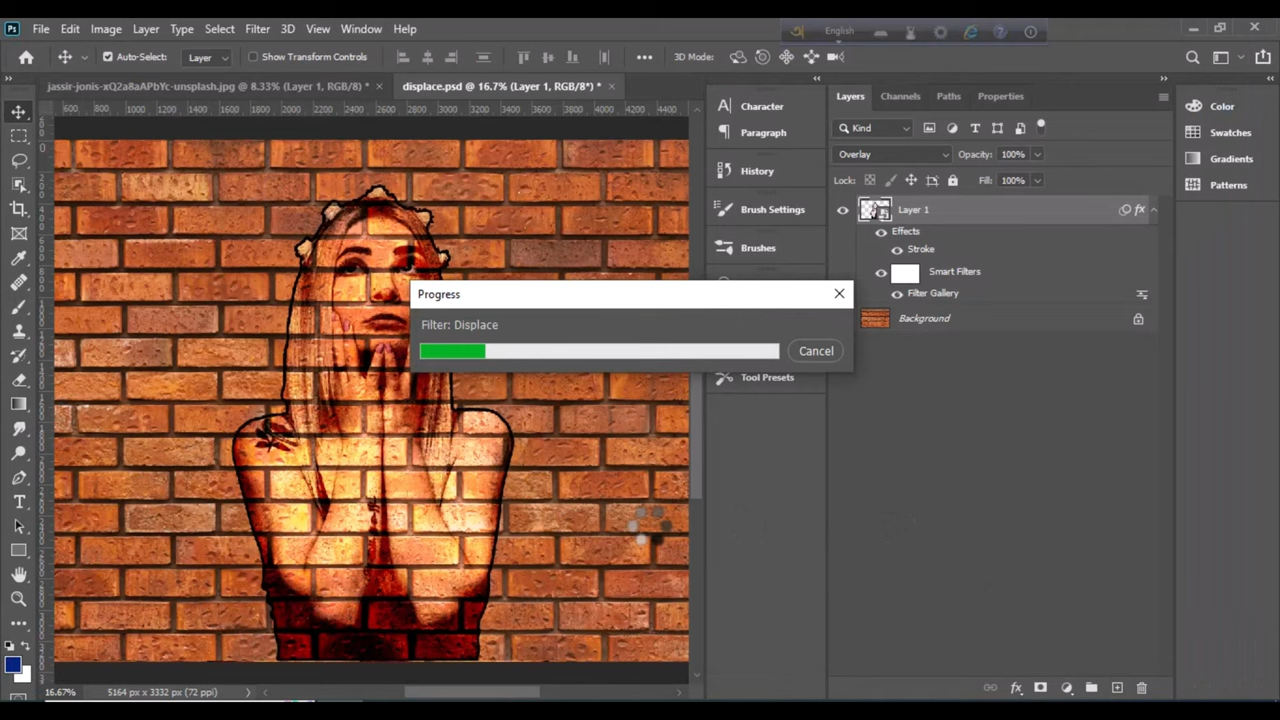 Ps File Edit Image Layer Type Select Filter 3D View Window Help
English
Auto-Select: Layer Show Transform Controls 3D Mode:
jassir-jonis-xQ2a8aAPbYc-unsplash.jpg @ 8.33% (Layer 1, RGB/8) *
displace.psd @ 16.7% (Layer 1, RGB/8*) *
600 800 1000 1200 1400 1600 1800 2000 2200 2400 2600 2800 3000 3200 3400 3600 3800 4000 4200 4400
Character
Paragraph
History
Brush Settings
Brushes
Tool Presets
Layers Channels Paths Properties
Kind
Overlay Opacity: 100%
Lock: Fill: 100%
Layer 1 fx
Effects
Stroke
Smart Filters
Filter Gallery
Background
Color
Swatches
Gradients
Patterns
Progress
Filter: Displace
Cancel
16.67% 5164 px x 3332 px (72 ppi)
fx